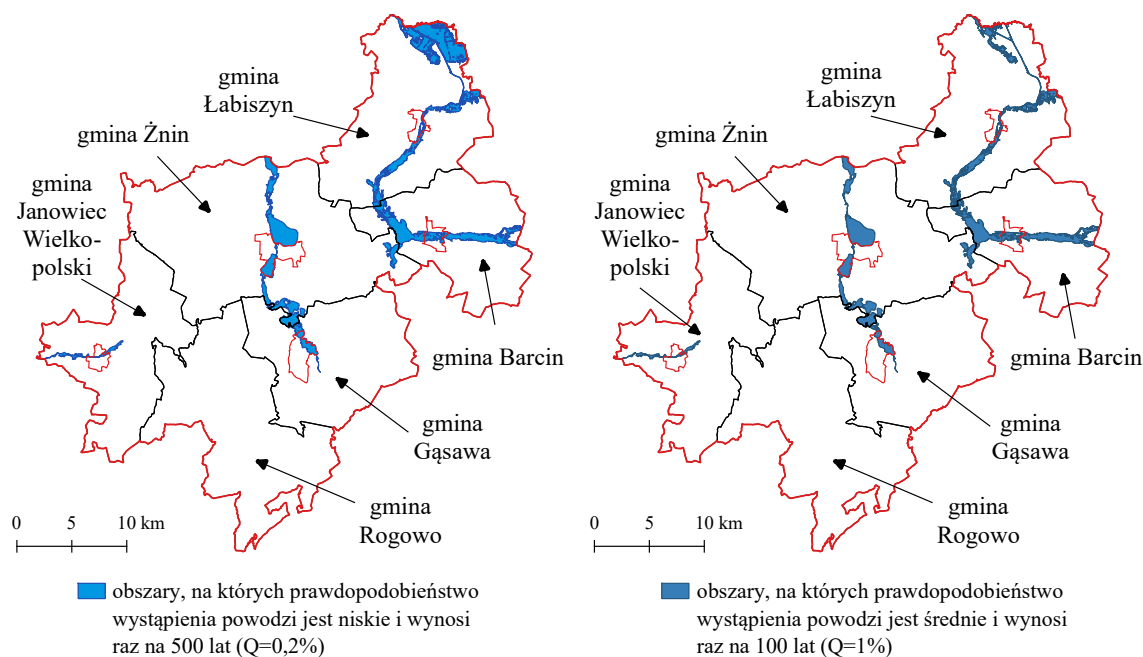 gmina
Łabiszyn
gmina Żnin
gmina
Janowiec
Wielko-
polski
gmina Barcin
gmina
Gąsawa
gmina
Rogowo
0 5 10 km
obszary, na których prawdopodobieństwo
wystąpienia powodzi jest niskie i wynosi
raz na 500 lat (Q=0,2%)
gmina
Łabiszyn
gmina Żnin
gmina
Janowiec
Wielko-
polski
gmina Barcin
gmina
Gąsawa
gmina
Rogowo
0 5 10 km
obszary, na których prawdopodobieństwo
wystąpienia powodzi jest średnie i wynosi
raz na 100 lat (Q=1%)